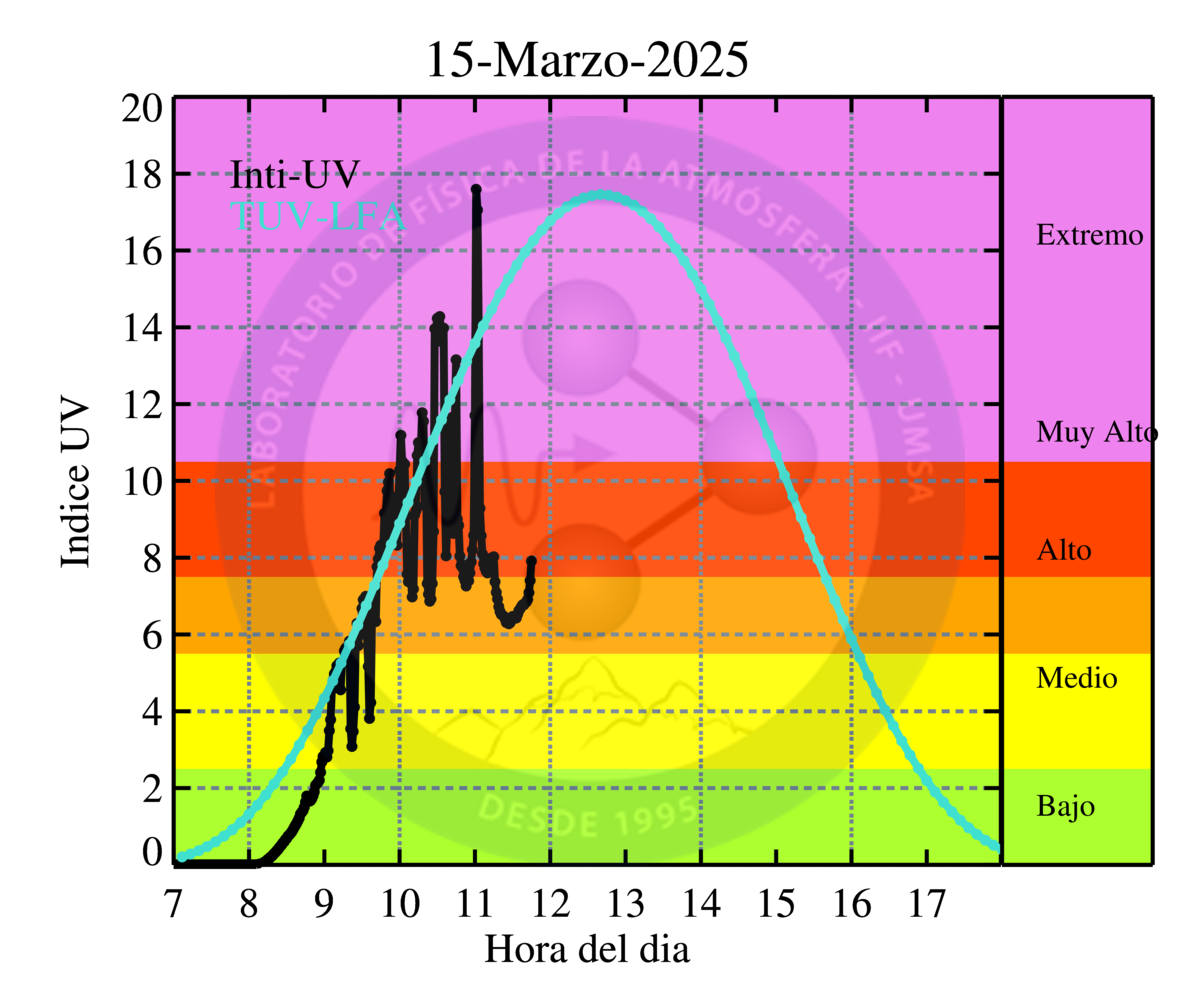 15-Marzo-2025
20
18
16
14
12
10
8
6
4
2
0
Indice UV
Inti-UV
TUV-LFA
LABORATORIO DE FÍSICA DE LA ATMÓSFERA - IIF - UMSA
DESDE 1995
Extremo
Muy Alto
Alto
Medio
Bajo
7 8 9 10 11 12 13 14 15 16 17
Hora del dia